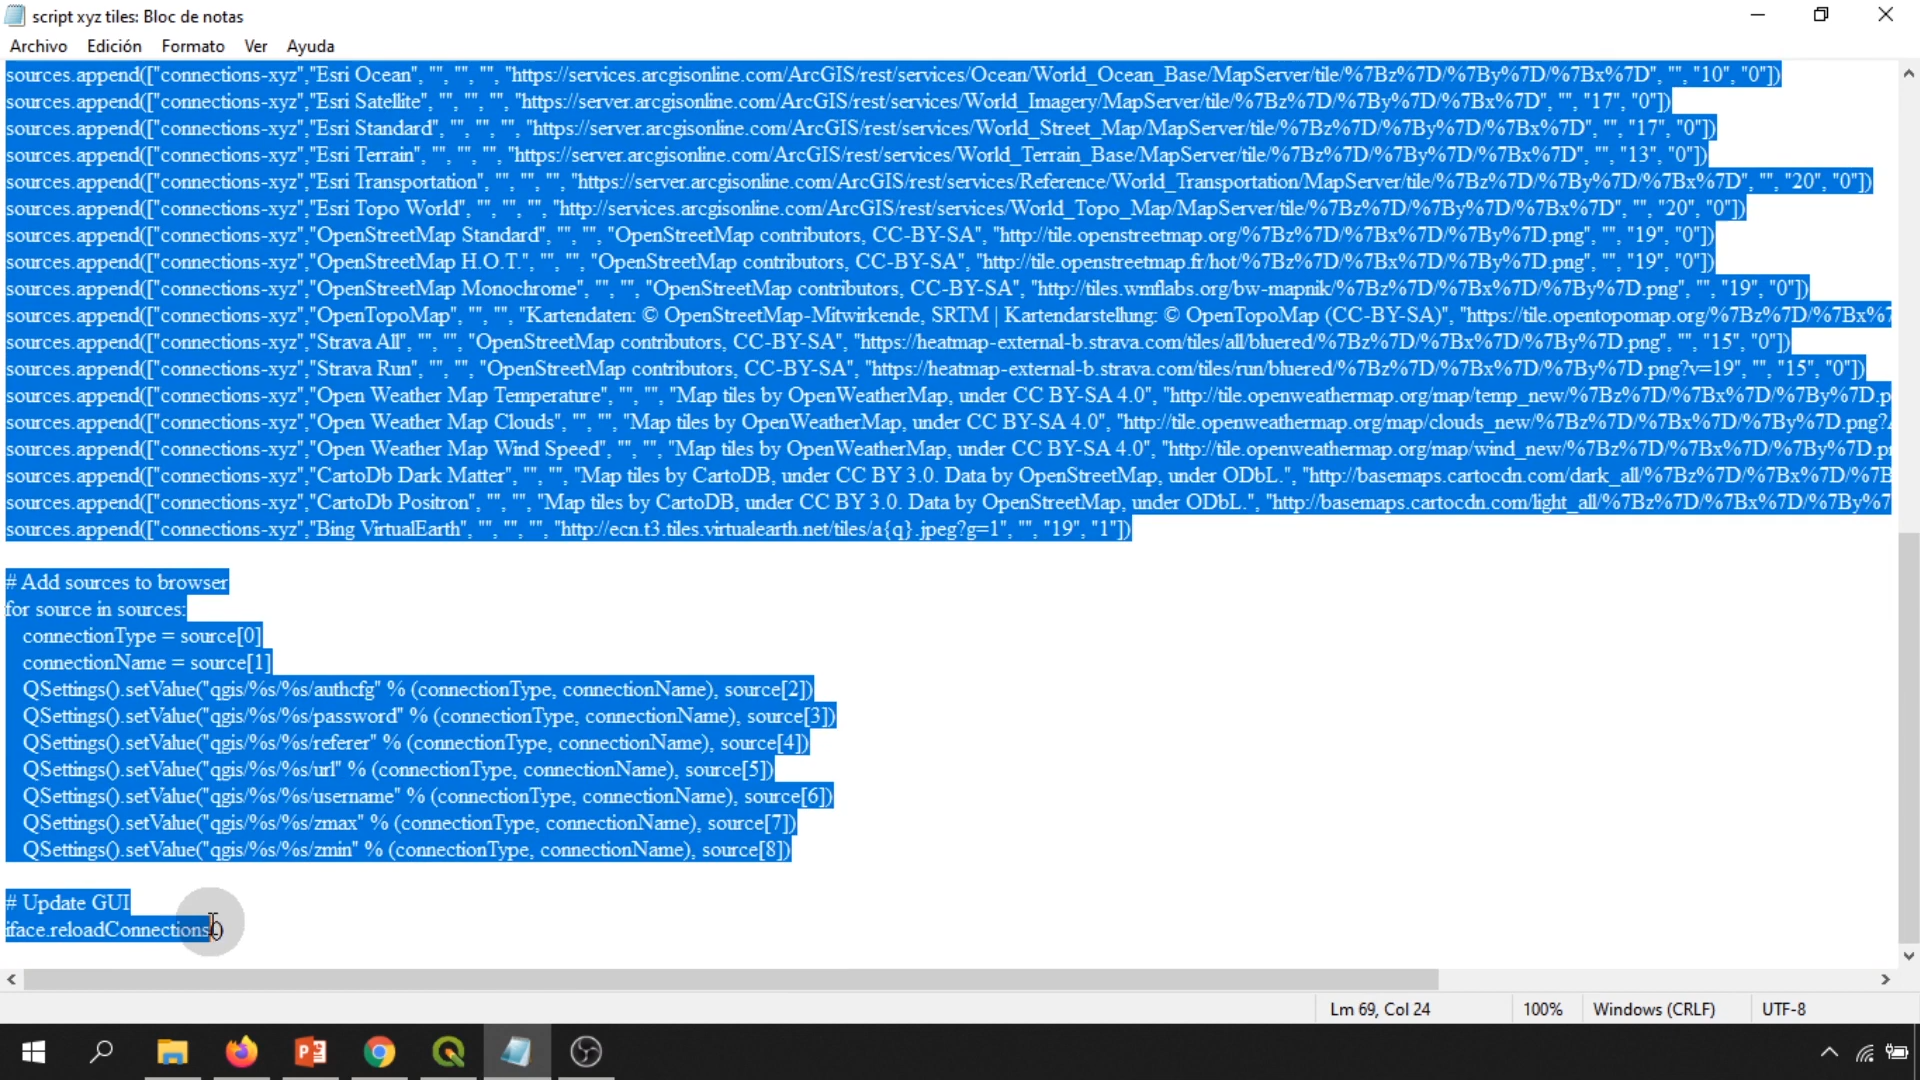 script xyz tiles: Bloc de notas
Archivo Edición Formato Ver Ayuda
sources.append(["connections-xyz","Esri Ocean", "", "", "", "https://services.arcgisonline.com/ArcGIS/rest/services/Ocean/World_Ocean_Base/MapServer/tile/%7Bz%7D/%7By%7D/%7Bx%7D", "", "10", "0"])
sources.append(["connections-xyz","Esri Satellite", "", "", "", "https://server.arcgisonline.com/ArcGIS/rest/services/World_Imagery/MapServer/tile/%7Bz%7D/%7By%7D/%7Bx%7D", "", "17", "0"])
sources.append(["connections-xyz","Esri Standard", "", "", "", "https://server.arcgisonline.com/ArcGIS/rest/services/World_Street_Map/MapServer/tile/%7Bz%7D/%7By%7D/%7Bx%7D", "", "17", "0"])
sources.append(["connections-xyz","Esri Terrain", "", "", "", "https://server.arcgisonline.com/ArcGIS/rest/services/World_Terrain_Base/MapServer/tile/%7Bz%7D/%7By%7D/%7Bx%7D", "", "13", "0"])
sources.append(["connections-xyz","Esri Transportation", "", "", "", "https://server.arcgisonline.com/ArcGIS/rest/services/Reference/World_Transportation/MapServer/tile/%7Bz%7D/%7By%7D/%7Bx%7D", "", "20", "0"])
sources.append(["connections-xyz","Esri Topo World", "", "", "", "http://services.arcgisonline.com/ArcGIS/rest/services/World_Topo_Map/MapServer/tile/%7Bz%7D/%7By%7D/%7Bx%7D", "", "20", "0"])
sources.append(["connections-xyz","OpenStreetMap Standard", "", "", "OpenStreetMap contributors, CC-BY-SA", "http://tile.openstreetmap.org/%7Bz%7D/%7Bx%7D/%7By%7D.png", "", "19", "0"])
sources.append(["connections-xyz","OpenStreetMap H.O.T.", "", "", "OpenStreetMap contributors, CC-BY-SA", "http://tile.openstreetmap.fr/hot/%7Bz%7D/%7Bx%7D/%7By%7D.png", "", "19", "0"])
sources.append(["connections-xyz","OpenStreetMap Monochrome", "", "", "OpenStreetMap contributors, CC-BY-SA", "http://tiles.wmflabs.org/bw-mapnik/%7Bz%7D/%7Bx%7D/%7By%7D.png", "", "19", "0"])
sources.append(["connections-xyz","OpenTopoMap", "", "", "Kartendaten: © OpenStreetMap-Mitwirkende, SRTM | Kartendarstellung: © OpenTopoMap (CC-BY-SA)", "https://tile.opentopomap.org/%7Bz%7D/%7Bx%7
sources.append(["connections-xyz","Strava All", "", "", "OpenStreetMap contributors, CC-BY-SA", "https://heatmap-external-b.strava.com/tiles/all/bluered/%7Bz%7D/%7Bx%7D/%7By%7D.png", "", "15", "0"])
sources.append(["connections-xyz","Strava Run", "", "", "OpenStreetMap contributors, CC-BY-SA", "https://heatmap-external-b.strava.com/tiles/run/bluered/%7Bz%7D/%7Bx%7D/%7By%7D.png?v=19", "", "15", "0"])
sources.append(["connections-xyz","Open Weather Map Temperature", "", "", "Map tiles by OpenWeatherMap, under CC BY-SA 4.0", "http://tile.openweathermap.org/map/temp_new/%7Bz%7D/%7Bx%7D/%7By%7D.p
sources.append(["connections-xyz","Open Weather Map Clouds", "", "", "Map tiles by OpenWeatherMap, under CC BY-SA 4.0", "http://tile.openweathermap.org/map/clouds_new/%7Bz%7D/%7Bx%7D/%7By%7D.png?
sources.append(["connections-xyz","Open Weather Map Wind Speed", "", "", "Map tiles by OpenWeatherMap, under CC BY-SA 4.0", "http://tile.openweathermap.org/map/wind_new/%7Bz%7D/%7Bx%7D/%7By%7D.p
sources.append(["connections-xyz","CartoDb Dark Matter", "", "", "Map tiles by CartoDB, under CC BY 3.0. Data by OpenStreetMap, under ODbL.", "http://basemaps.cartocdn.com/dark_all/%7Bz%7D/%7Bx%7D/%7B
sources.append(["connections-xyz","CartoDb Positron", "", "", "Map tiles by CartoDB, under CC BY 3.0. Data by OpenStreetMap, under ODbL.", "http://basemaps.cartocdn.com/light_all/%7Bz%7D/%7Bx%7D/%7By%7
sources.append(["connections-xyz","Bing VirtualEarth", "", "", "", "http://ecn.t3.tiles.virtualearth.net/tiles/a{q}.jpeg?g=1", "", "19", "1"])
# Add sources to browser
for source in sources:
connectionType = source[0]
connectionName = source[1]
QSettings().setValue("qgis/%s/%s/authcfg" % (connectionType, connectionName), source[2])
QSettings().setValue("qgis/%s/%s/password" % (connectionType, connectionName), source[3])
QSettings().setValue("qgis/%s/%s/referer" % (connectionType, connectionName), source[4])
QSettings().setValue("qgis/%s/%s/url" % (connectionType, connectionName), source[5])
QSettings().setValue("qgis/%s/%s/username" % (connectionType, connectionName), source[6])
QSettings().setValue("qgis/%s/%s/zmax" % (connectionType, connectionName), source[7])
QSettings().setValue("qgis/%s/%s/zmin" % (connectionType, connectionName), source[8])
# Update GUI
iface.reloadConnections()
Lm 69, Col 24 100% Windows (CRLF) UTF-8